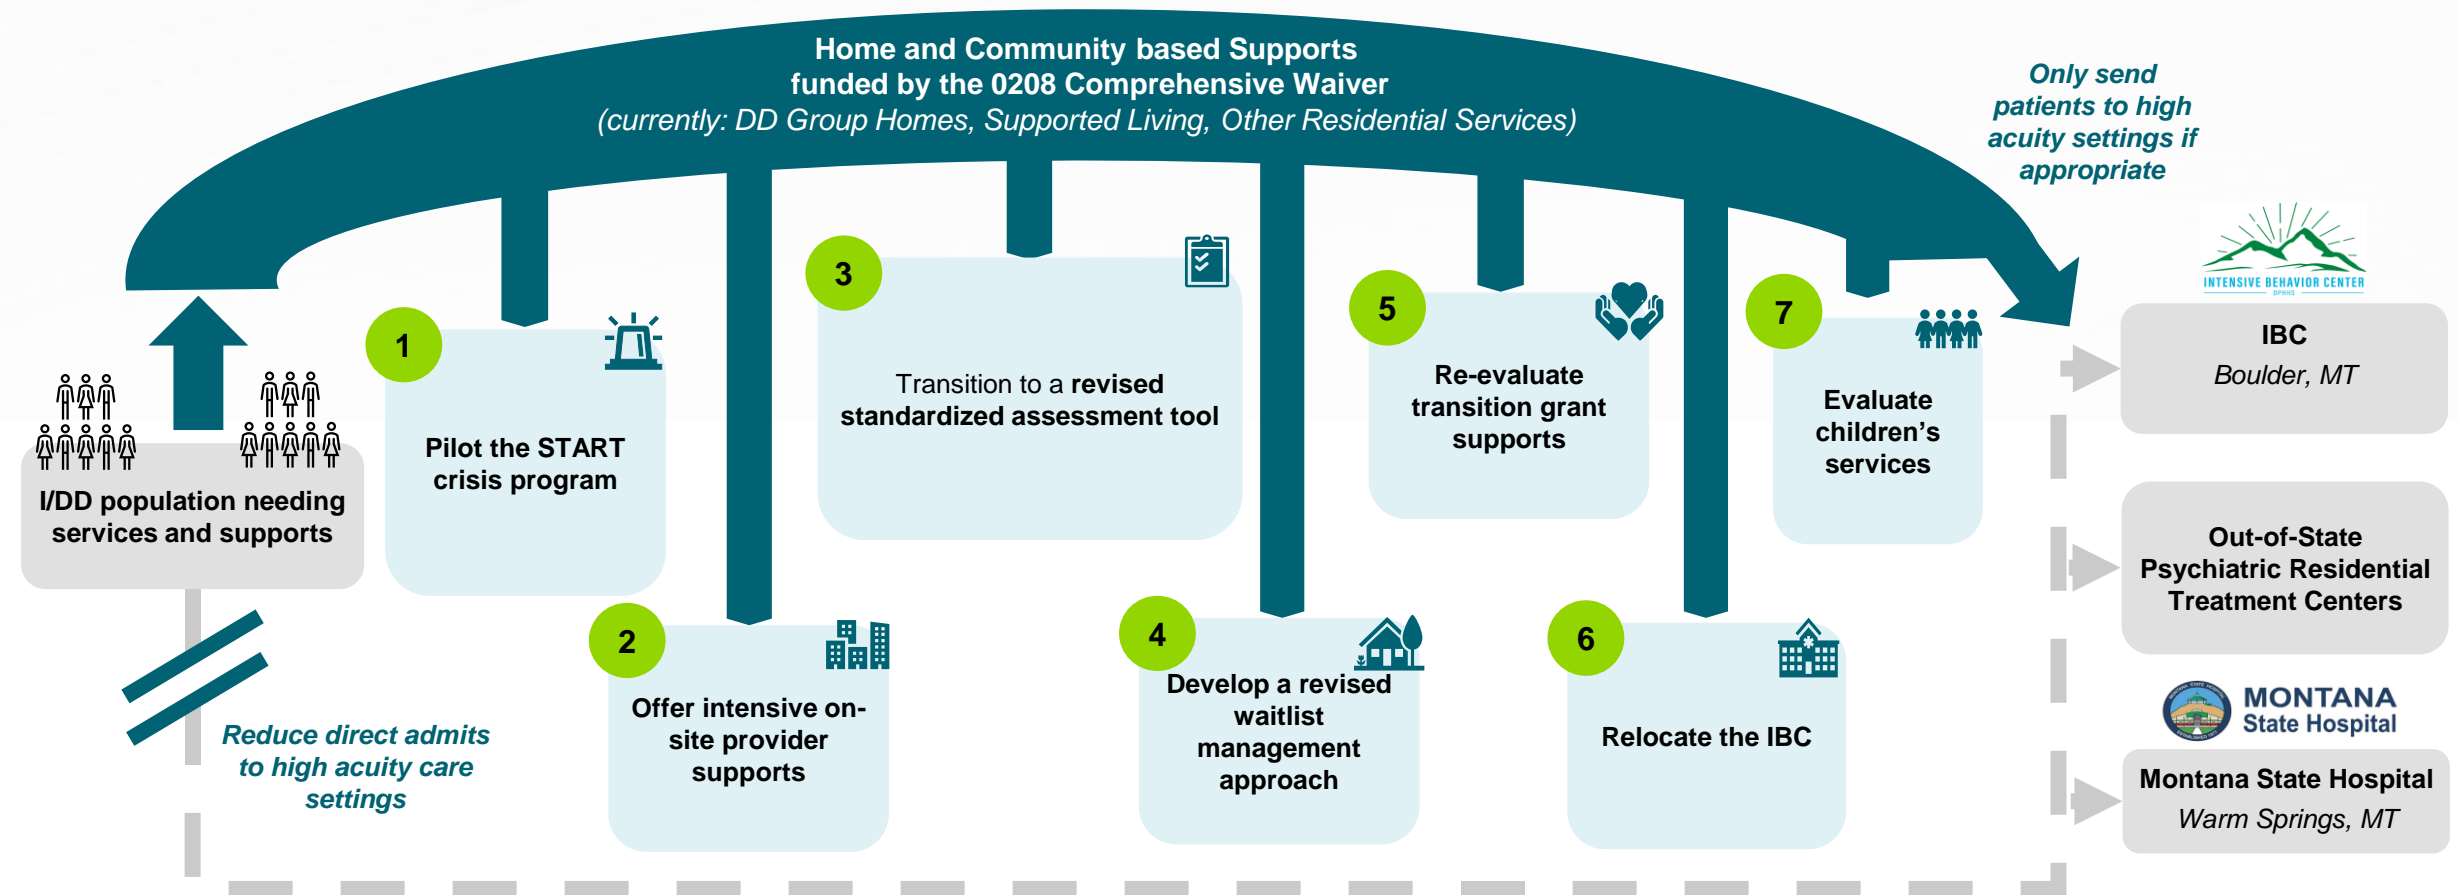 Home and Community based Supports
funded by the 0208 Comprehensive Waiver
(currently: DD Group Homes, Supported Living, Other Residential Services)
Only send
patients to high
acuity settings if
appropriate
I/DD population needing
services and supports
Reduce direct admits
to high acuity care
settings
1
Pilot the START
crisis program
2
Offer intensive on-
site provider
supports
3
Transition to a revised
standardized assessment tool
4
Develop a revised
waitlist
management
approach
5
Re-evaluate
transition grant
supports
6
Relocate the IBC
7
Evaluate
children’s
services
INTENSIVE BEHAVIOR CENTER
DPHHS
IBC
Boulder, MT
Out-of-State
Psychiatric Residential
Treatment Centers
MONTANA
State Hospital
Montana State Hospital
Warm Springs, MT